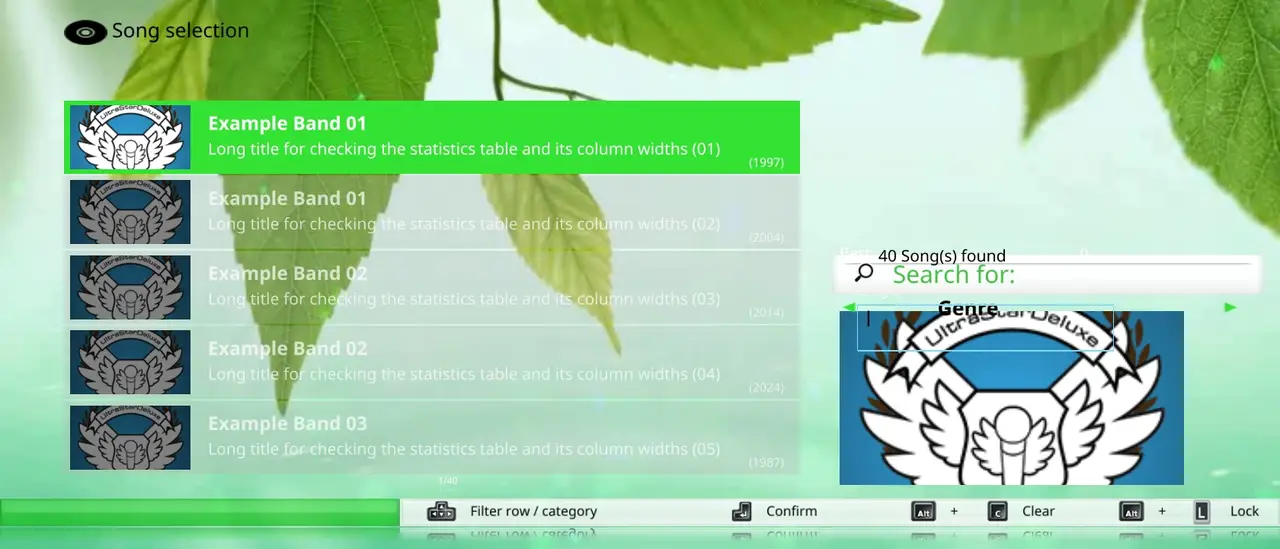 Song selection
Example Band 01
Long title for checking the statistics table and its column widths (01)
(1997)
Example Band 01
Long title for checking the statistics table and its column widths (02)
(2004)
Example Band 02
Long title for checking the statistics table and its column widths (03)
(2014)
Example Band 02
Long title for checking the statistics table and its column widths (04)
(2024)
Example Band 03
Long title for checking the statistics table and its column widths (05)
(1987)
1/40
40 Song(s) found
Search for:
Genre
UltraStarDeluxe
Filter row / category
Confirm
Alt + C Clear
Alt + L Lock